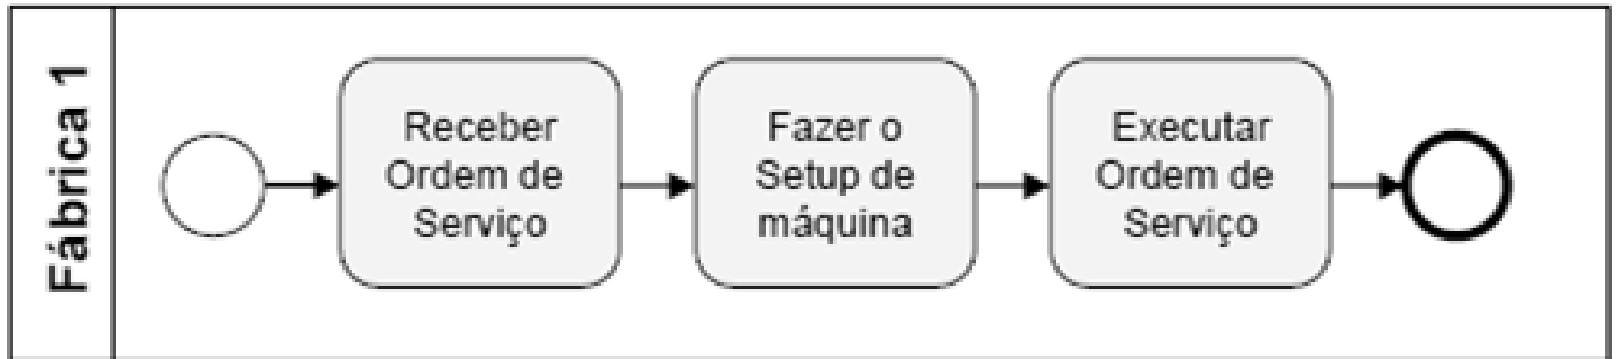 Fábrica 1
Receber
Ordem de
Serviço
Fazer o
Setup de
máquina
Executar
Ordem de
Serviço